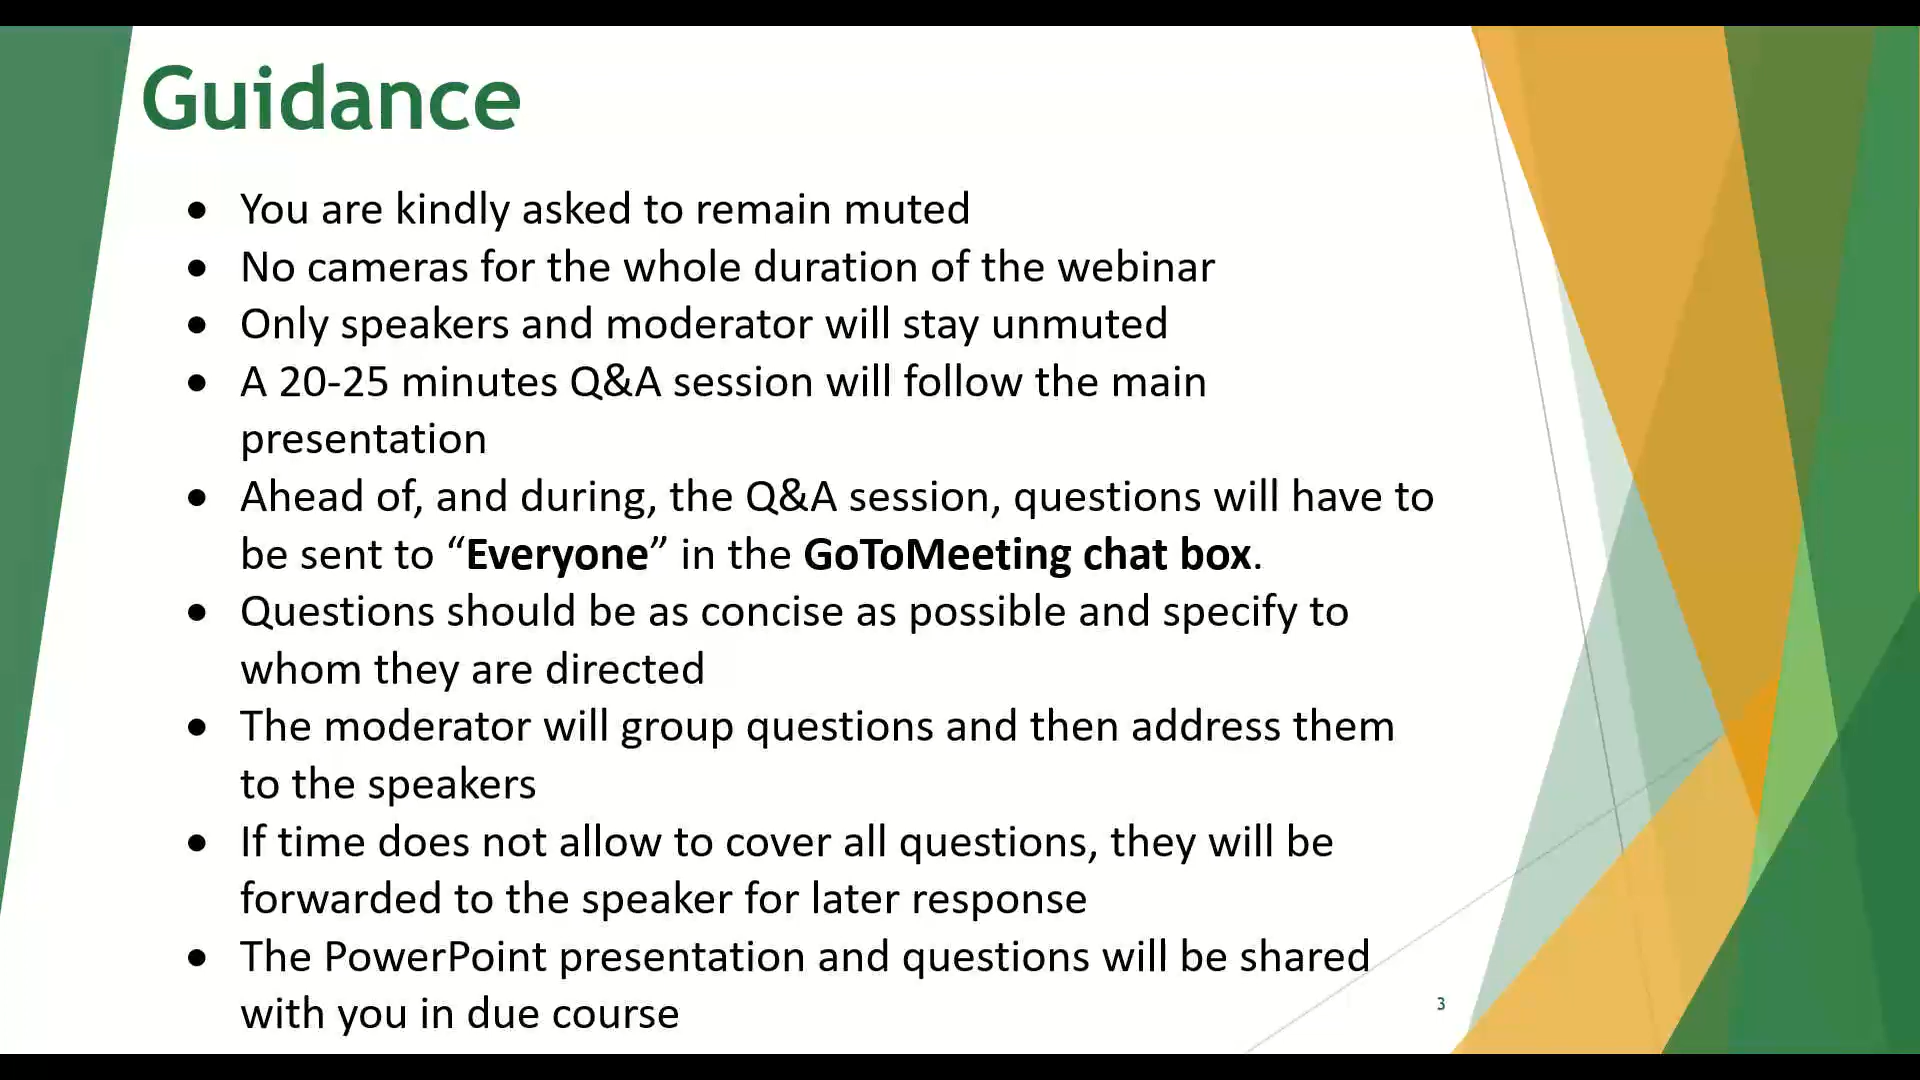 Guidance
● You are kindly asked to remain muted
● No cameras for the whole duration of the webinar
● Only speakers and moderator will stay unmuted
● A 20-25 minutes Q&A session will follow the main
presentation
● Ahead of, and during, the Q&A session, questions will have to
be sent to “Everyone” in the GoToMeeting chat box.
● Questions should be as concise as possible and specify to
whom they are directed
● The moderator will group questions and then address them
to the speakers
● If time does not allow to cover all questions, they will be
forwarded to the speaker for later response
● The PowerPoint presentation and questions will be shared
with you in due course
3